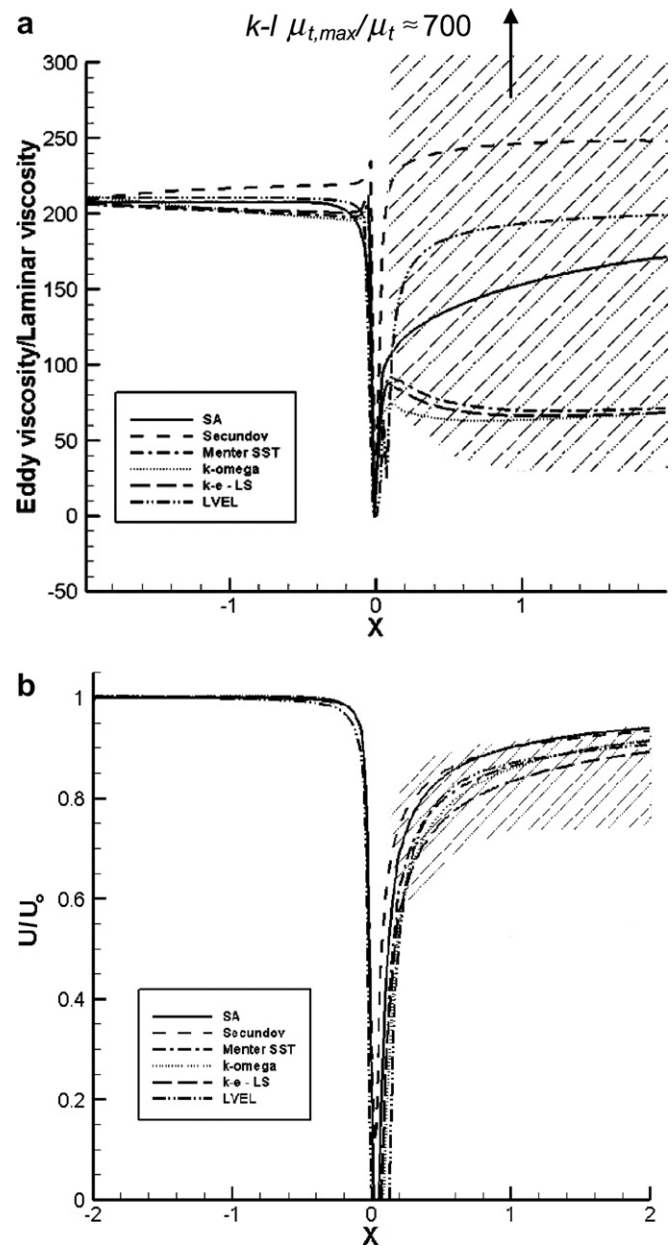 a
k-l μt,max/μt ≈ 700
300
250
200
150
100
50
0
-50
Eddy viscosity/Laminar viscosity
SA
Secundov
Menter SST
k-omega
k-e - LS
LVEL
-1
0
1
X
b
1
0.8
0.6
0.4
0.2
0
U/Uo
SA
Secundov
Menter SST
k-omega
k-e - LS
LVEL
-2
-1
0
1
2
X